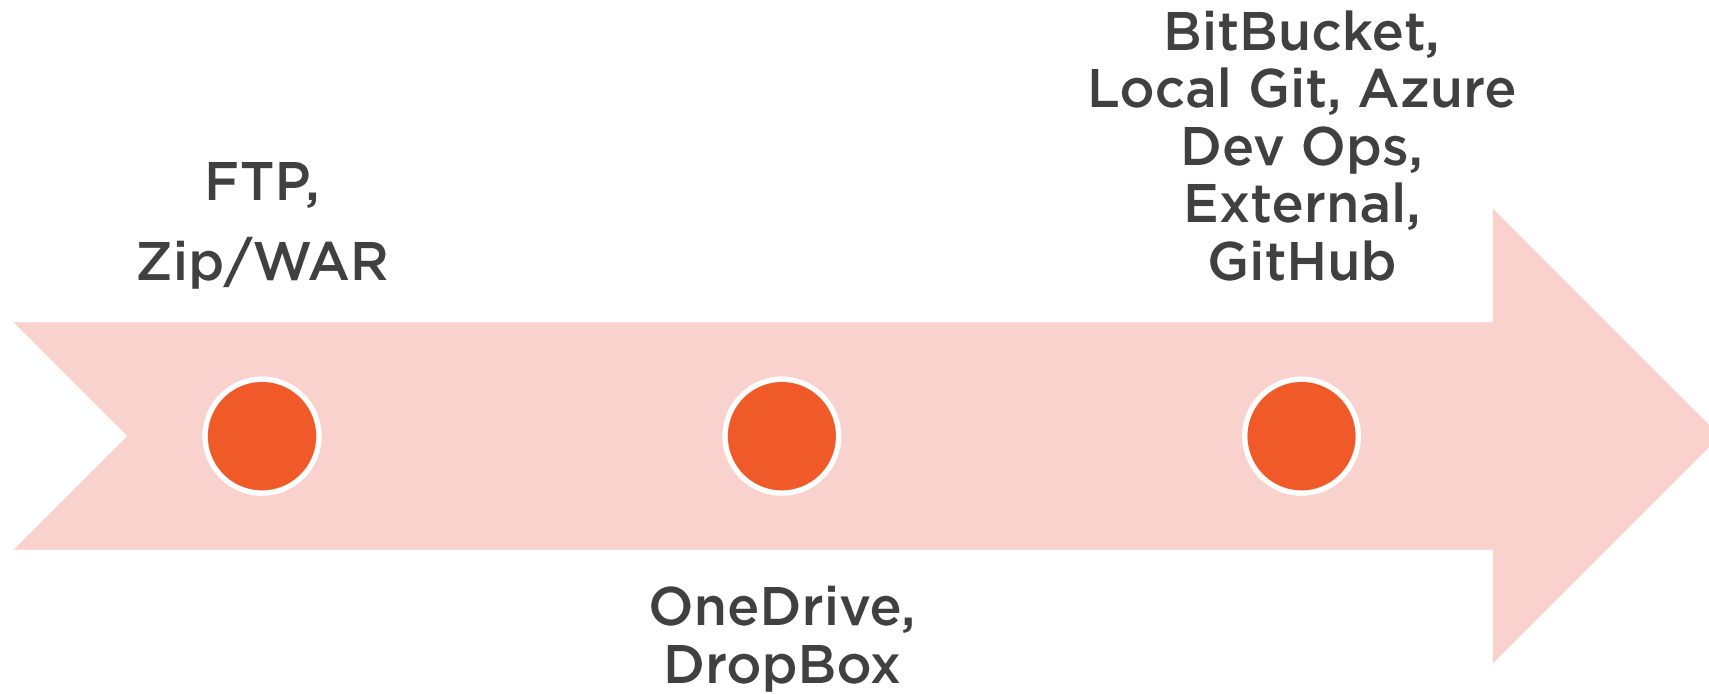 FTP,
Zip/WAR
OneDrive,
DropBox
BitBucket,
Local Git, Azure
Dev Ops,
External,
GitHub